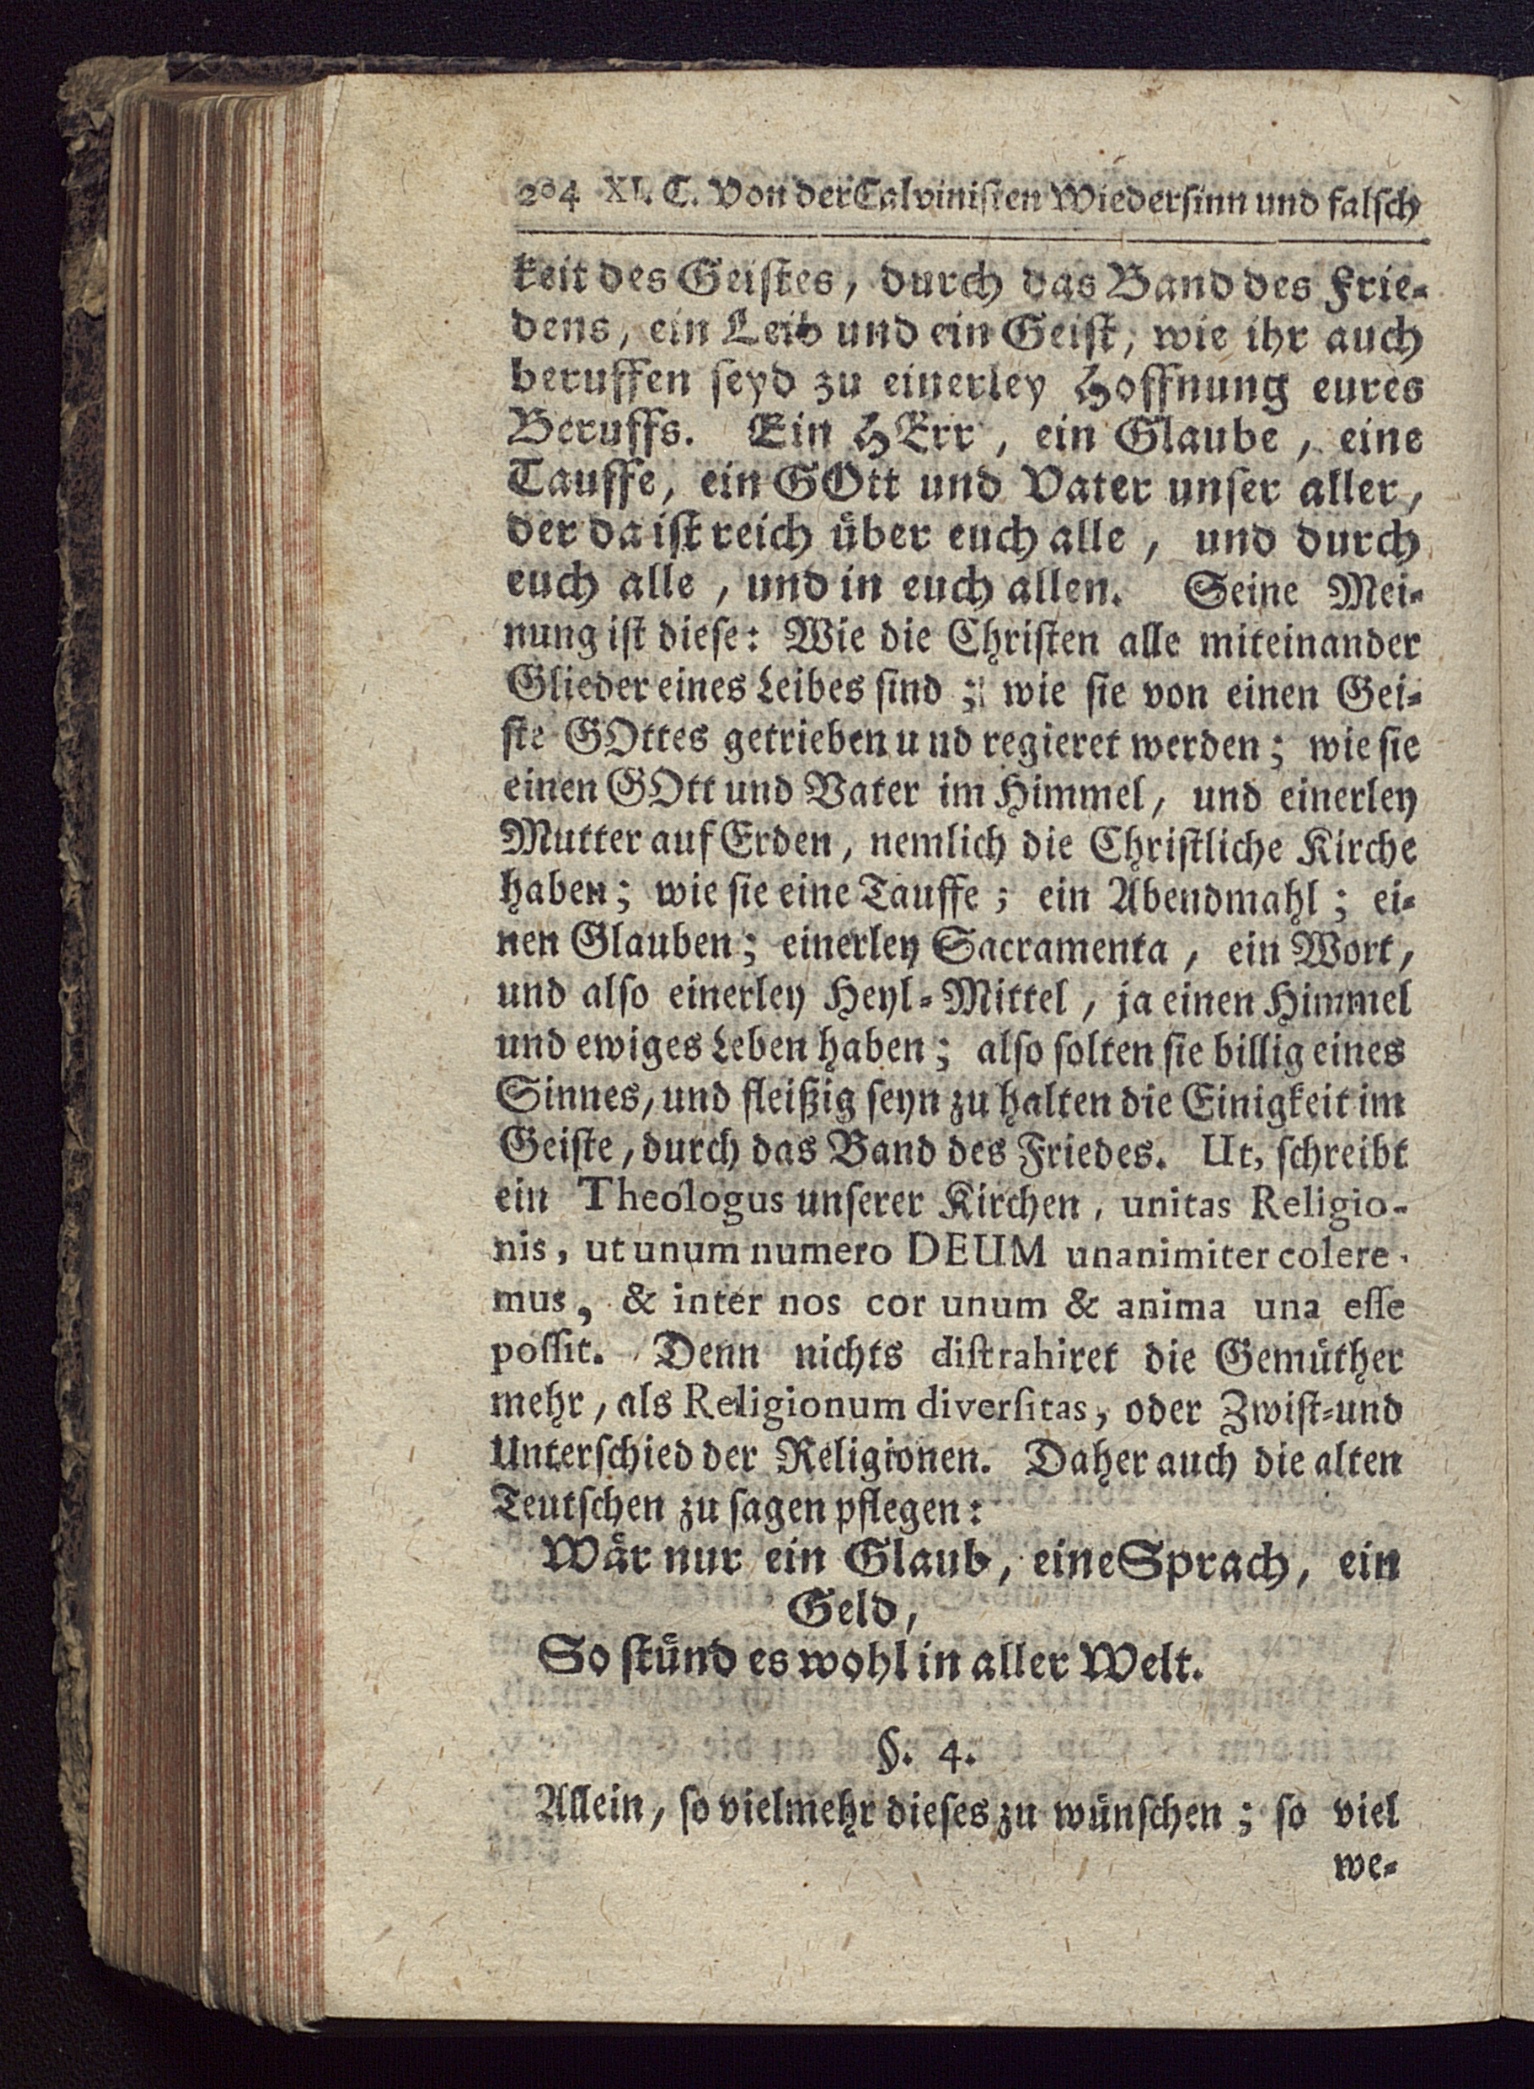 204 XI. C. Von der Calvinisten Wiedersinn und falsch
keit des Geistes, durch das Band des Frie-
dens, ein Leib und ein Geist, wie ihr auch
beruffen seyd zu einerley Hoffnung eures
Beruffs. Ein HErr, ein Glaube, eine
Tauffe, ein GOtt und Vater unser aller,
der da ist reich über euch alle, und durch
euch alle, und in euch allen. Seine Mei-
nung ist diese: Wie die Christen alle miteinander
Glieder eines Leibes sind; wie sie von einen Gei-
ste GOttes getrieben und regieret werden; wie sie
einen GOtt und Vater im Himmel, und einerley
Mutter auf Erden, nemlich die Christliche Kirche
haben; wie sie eine Tauffe; ein Abendmahl; ei-
nen Glauben; einerley Sacramenta, ein Wort,
und also einerley Heyl-Mittel, ja einen Himmel
und ewiges Leben haben; also solten sie billig eines
Sinnes, und fleißig seyn zu halten die Einigkeit im
Geiste, durch das Band des Friedes. Ut, schreibt
ein Theologus unserer Kirchen, unitas Religio-
nis, ut unum numero DEUM unanimiter colere-
mus, & inter nos cor unum & anima una esse
possit. Denn nichts distrahiret die Gemüther
mehr, als Religionum diversitas, oder Zwist-und
Unterschied der Religionen. Daher auch die alten
Teutschen zu sagen pflegen:
Wär nur ein Glaub, eine Sprach, ein
Geld,
So stünd es wohl in aller Welt.
§. 4.
Allein, so vielmehr dieses zu wünschen; so viel
we-